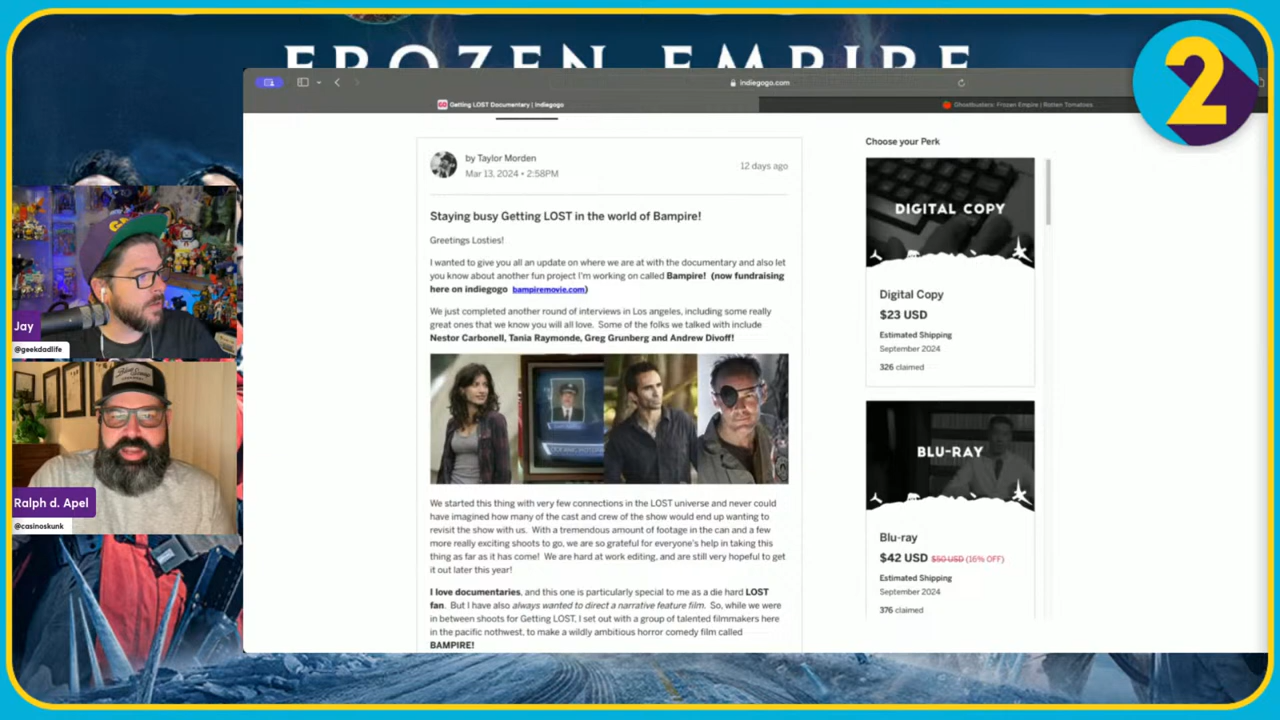 FROZEN EMPIRE
2
indiegogo.com
GO Getting LOST Documentary | Indiegogo
Ghostbusters: Frozen Empire | Rotten Tomatoes
by Taylor Morden
Mar 13, 2024 • 2:58PM
12 days ago
Staying busy Getting LOST in the world of Bampire!
Greetings Losties!
I wanted to give you all an update on where we are at with the documentary and also let
you know about another fun project I'm working on called Bampire! (now fundraising
here on indiegogo bampiremovie.com)
We just completed another round of interviews in Los angeles, including some really
great ones that we know you will all love. Some of the folks we talked with include
Nestor Carbonell, Tania Raymonde, Greg Grunberg and Andrew Divoff!
We started this thing with very few connections in the LOST universe and never could
have imagined how many of the cast and crew of the show would end up wanting to
revisit the show with us. With a tremendous amount of footage in the can and a few
more really exciting shoots to go, we are so grateful for everyone's help in taking this
thing as far as it has come! We are hard at work editing, and are still very hopeful to get
it out later this year!
I love documentaries, and this one is particularly special to me as a die hard LOST
fan. But I have also always wanted to direct a narrative feature film. So, while we were
in between shoots for Getting LOST, I set out with a group of talented filmmakers here
in the pacific nothwest, to make a wildly ambitious horror comedy film called
BAMPIRE!
Choose your Perk
DIGITAL COPY
Digital Copy
$23 USD
Estimated Shipping
September 2024
326 claimed
BLU-RAY
Blu-ray
$42 USD $50 USD (16% OFF)
Estimated Shipping
September 2024
376 claimed
Jay
@geekdadlife
Ralph d. Apel
@casinoskunk